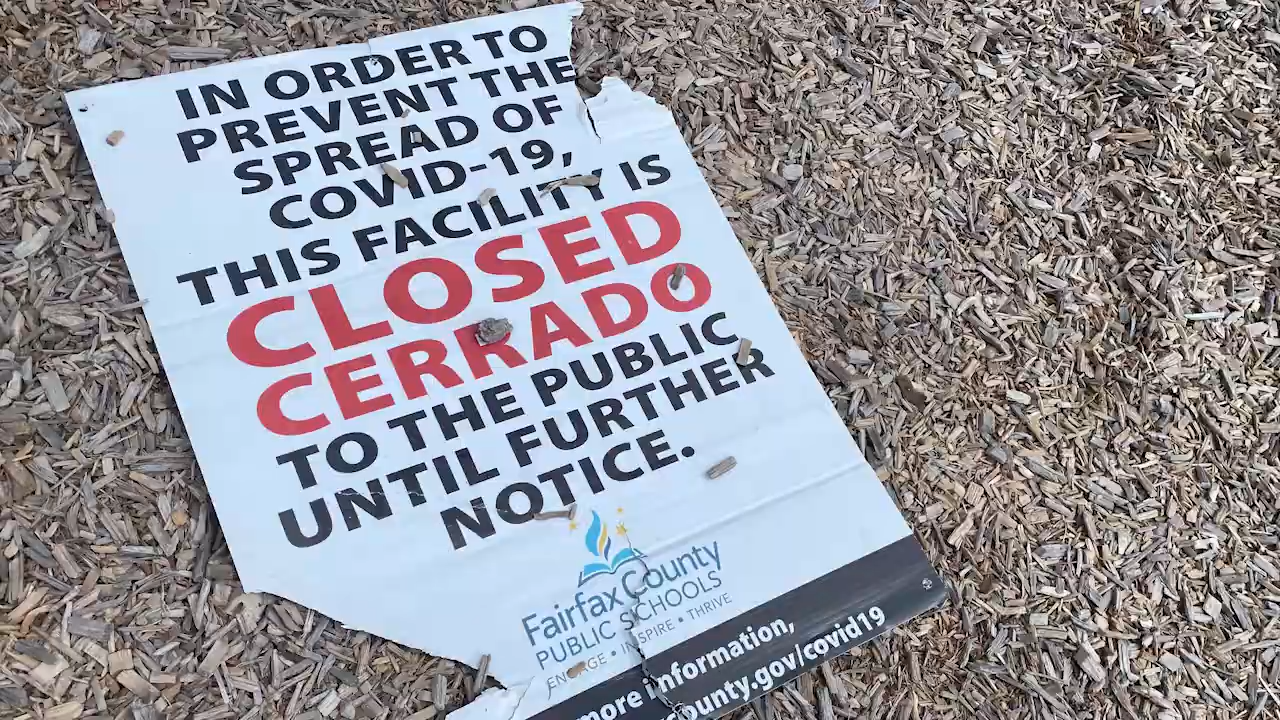 IN ORDER TO
PREVENT THE
SPREAD OF
COVID-19,
THIS FACILITY IS
CLOSED
CERRADO
TO THE PUBLIC
UNTIL FURTHER
NOTICE.
Fairfax County
PUBLIC SCHOOLS
ENGAGE • INSPIRE • THRIVE
more information,
county.gov/covid19